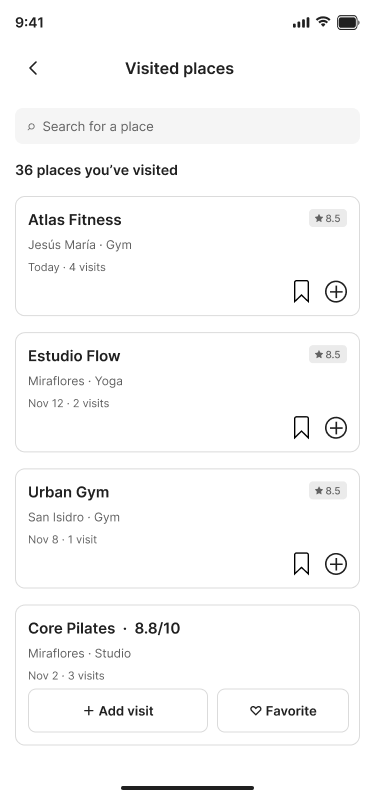 9:41
Visited places
Search for a place
36 places you’ve visited
Atlas Fitness
★ 8.5
Jesús María · Gym
Today · 4 visits
Estudio Flow
★ 8.5
Miraflores · Yoga
Nov 12 · 2 visits
Urban Gym
★ 8.5
San Isidro · Gym
Nov 8 · 1 visit
Core Pilates · 8.8/10
Miraflores · Studio
Nov 2 · 3 visits
+ Add visit
♡ Favorite